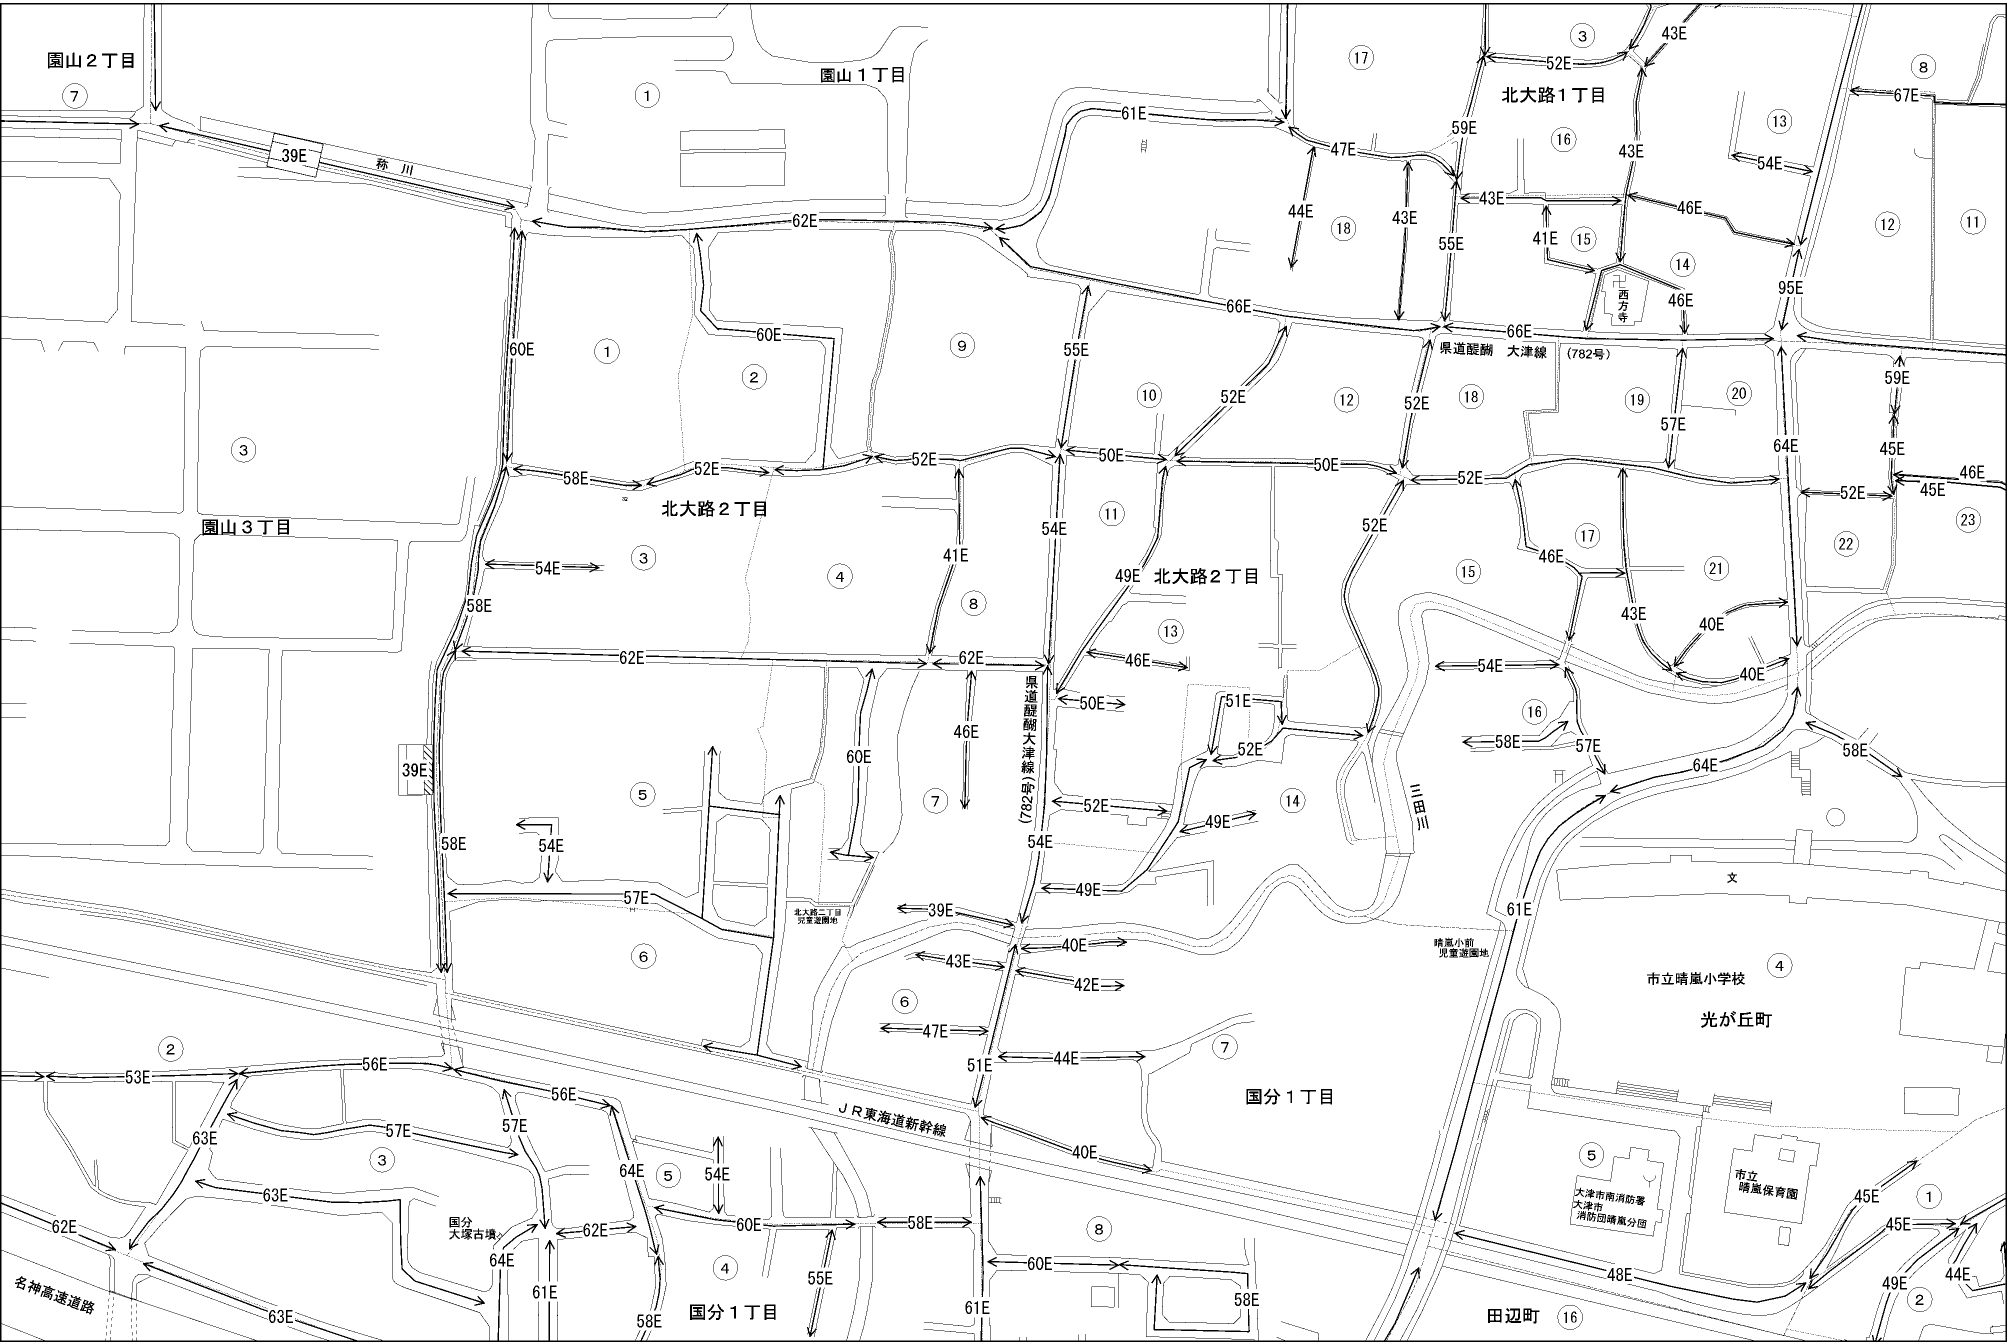 園山２丁目
⑦
①
園山１丁目
⑰
③
43E
52E
⑧
北大路１丁目
67E
61E
⑬
59E
⑯
47E
43E
54E
39E
称川
62E
44E
43E
43E
46E
⑱
55E
41E
⑮
⑫
⑪
⑭
66E
95E
46E
西方寺
66E
県道醍醐　大津線　(782号)
60E
①
60E
②
⑨
55E
⑩
52E
⑫
52E
⑱
⑲
⑳
59E
57E
64E
③
58E
52E
52E
50E
50E
52E
45E
52E
46E
45E
園山３丁目
北大路２丁目
54E
⑪
52E
⑰
㉓
㉒
③
54E
④
41E
49E
北大路２丁目
⑮
46E
㉑
58E
⑧
43E
40E
⑬
62E
62E
46E
54E
40E
県道醍醐大津線(782号)
50E
51E
⑯
46E
60E
52E
58E
57E
58E
39E
64E
⑤
⑦
52E
49E
⑭
三田川
58E
54E
54E
49E
57E
文
39E
61E
北大路二丁目
児童遊園地
40E
晴嵐小前
児童遊園地
⑥
43E
42E
④
市立晴嵐小学校
⑥
光が丘町
47E
②
44E
⑦
53E
56E
51E
56E
国分１丁目
ＪＲ東海道新幹線
57E
57E
63E
40E
③
64E
⑤
54E
⑤
市立
晴嵐保育園
63E
大津市南消防署
大津市
消防団晴嵐分団
45E
①
62E
国分
大塚古墳
62E
60E
58E
⑧
45E
64E
④
55E
60E
48E
44E
名神高速道路
63E
61E
58E
国分１丁目
61E
58E
田辺町
⑯
49E
②